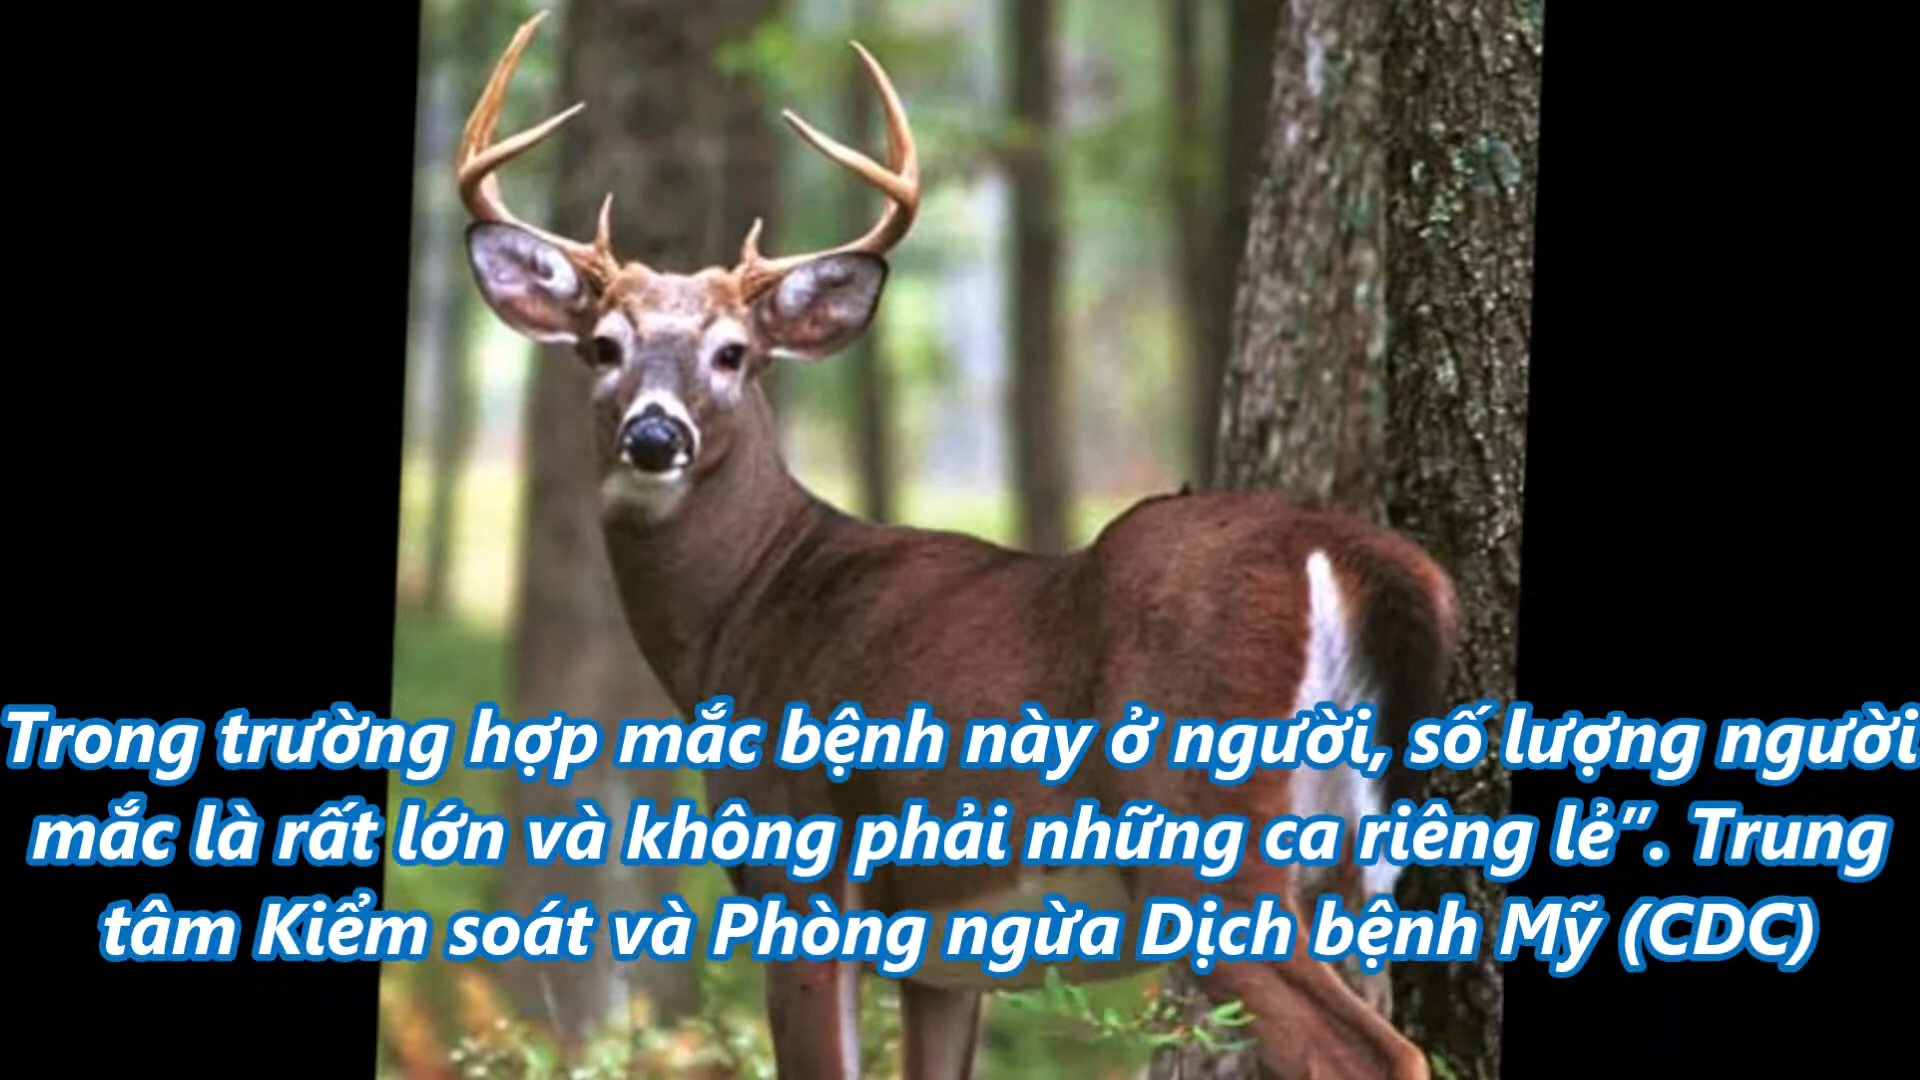 Trong trường hợp mắc bệnh này ở người, số lượng người
mắc là rất lớn và không phải những ca riêng lẻ”. Trung
tâm Kiểm soát và Phòng ngừa Dịch bệnh Mỹ (CDC)